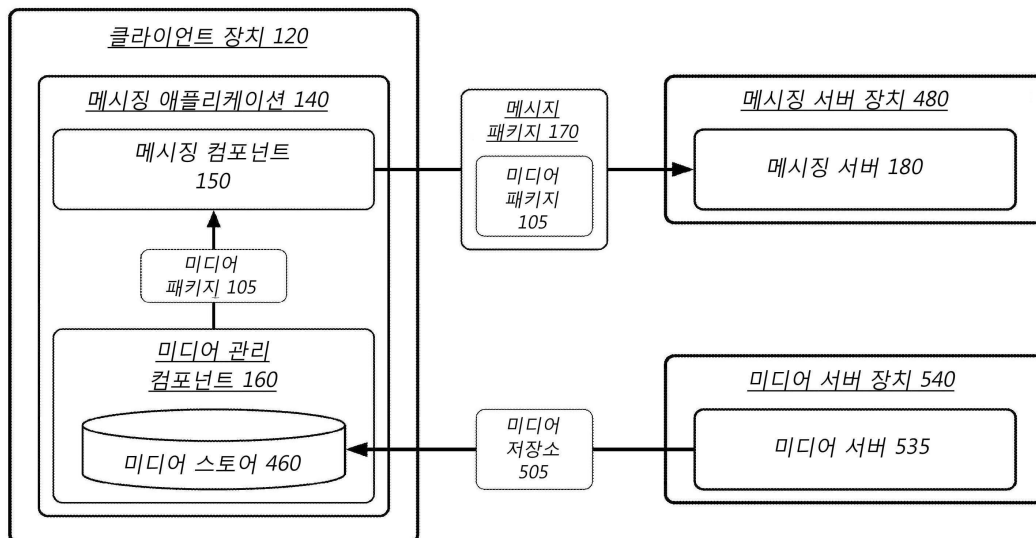 클라이언트 장치 120
메시징 애플리케이션 140
메시징 컴포넌트
150
미디어
패키지 105
미디어 관리
컴포넌트 160
미디어 스토어 460
메시지
패키지 170
미디어
패키지
105
메시징 서버 장치 480
메시징 서버 180
미디어
저장소
505
미디어 서버 장치 540
미디어 서버 535